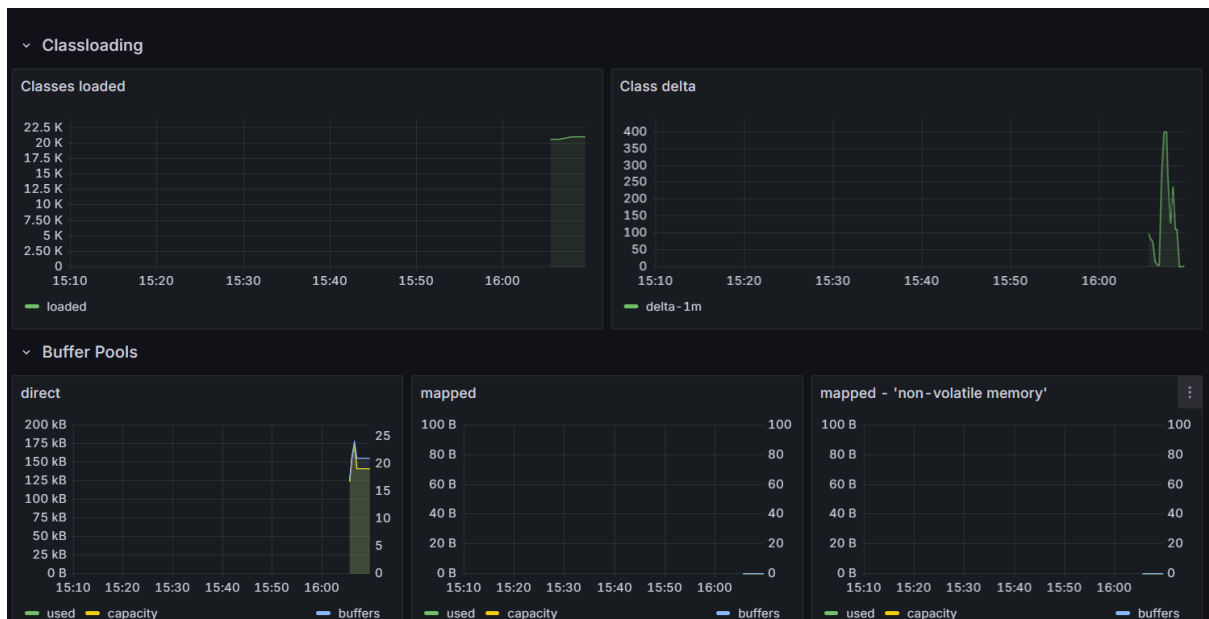 Classloading
Classes loaded
22.5 K
20 K
17.5 K
15 K
12.5 K
10 K
7.50 K
5 K
2.50 K
0
15:10 15:20 15:30 15:40 15:50 16:00
loaded
Class delta
400
350
300
250
200
150
100
50
0
15:10 15:20 15:30 15:40 15:50 16:00
delta-1m
Buffer Pools
direct
200 kB
175 kB
150 kB
125 kB
100 kB
75 kB
50 kB
25 kB
0 B
25
20
15
10
5
0
15:10 15:20 15:30 15:40 15:50 16:00
used capacity buffers
mapped
100 B
80 B
60 B
40 B
20 B
0 B
100
80
60
40
20
0
15:10 15:20 15:30 15:40 15:50 16:00
used capacity buffers
mapped - 'non-volatile memory'
100 B
80 B
60 B
40 B
20 B
0 B
100
80
60
40
20
0
15:10 15:20 15:30 15:40 15:50 16:00
used capacity buffers